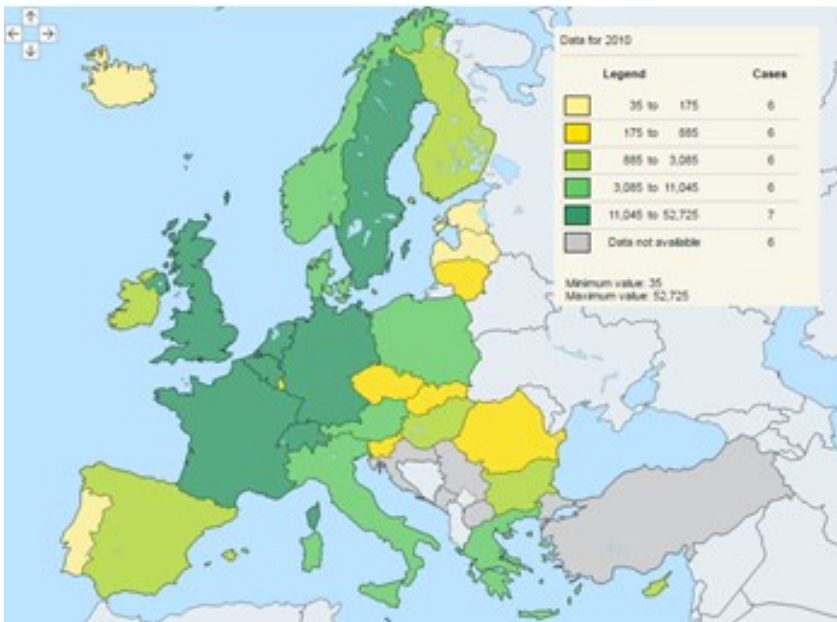 Data for 2010
Legend Cases
35 to 175 6
175 to 885 6
885 to 3,085 6
3,085 to 11,045 6
11,045 to 52,725 7
Data not available 6
Minimum value: 35
Maximum value: 52,725